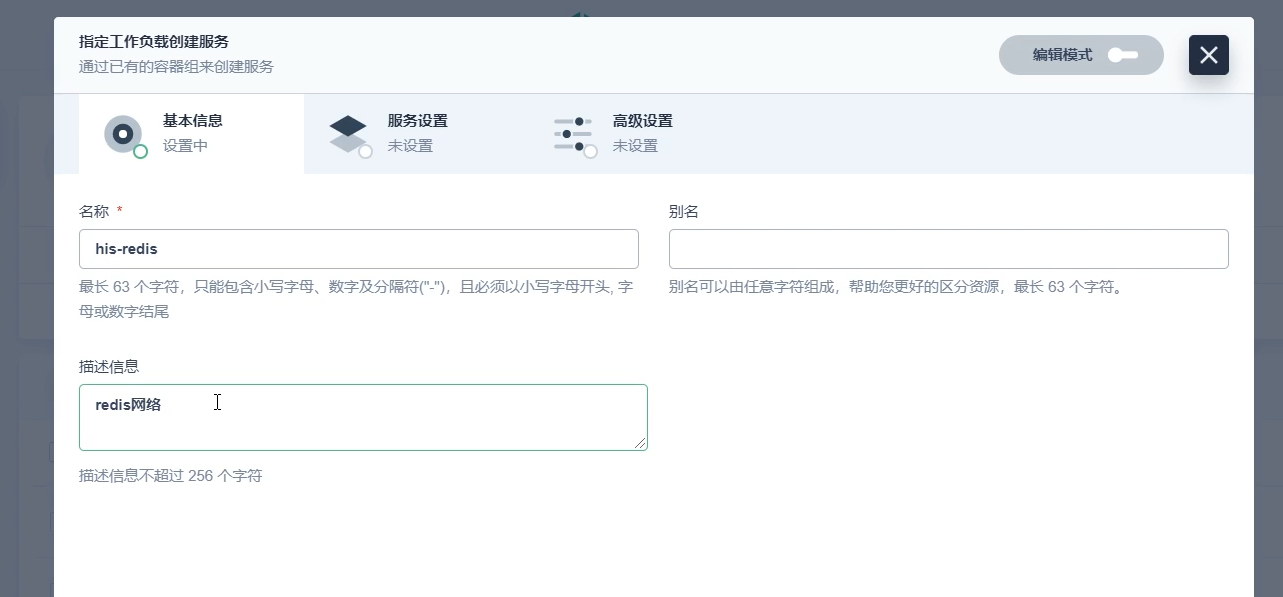 指定工作负载创建服务
通过已有的容器组来创建服务
编辑模式
基本信息
设置中
服务设置
未设置
高级设置
未设置
名称 *
his-redis
最长 63 个字符，只能包含小写字母、数字及分隔符("-")，且必须以小写字母开头, 字
母或数字结尾
别名
别名可以由任意字符组成，帮助您更好的区分资源，最长 63 个字符。
描述信息
redis网络
描述信息不超过 256 个字符